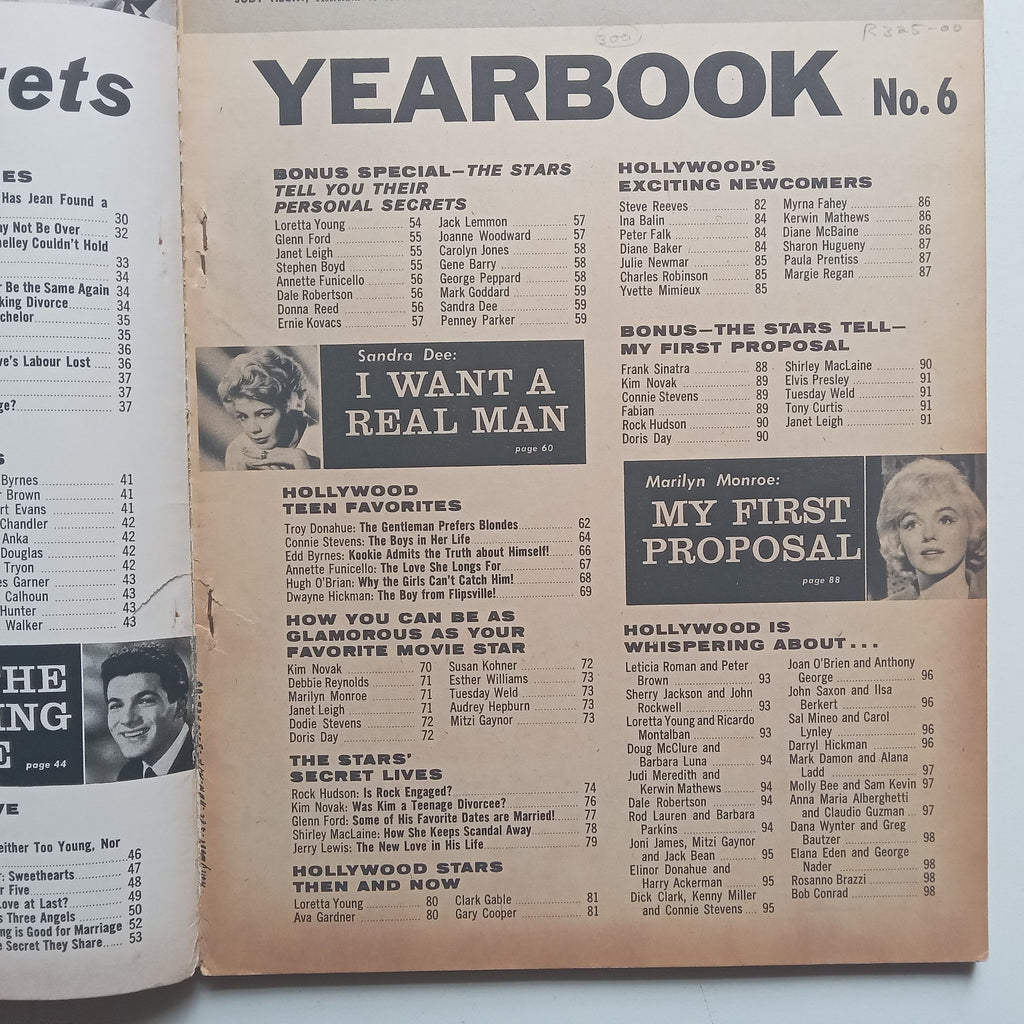 rets
ES
Has Jean Found a
30
ay Not Be Over 32
helley Couldn't Hold
33
34
r Be the Same Again 34
king Divorce 34
chelor 35
35
36
ve's Labour Lost 36
37
37
ge? 37
S
Byrnes 41
r Brown 41
rt Evans 41
Chandler 42
Anka 42
Douglas 42
Tryon 42
es Garner 43
Calhoun 43
Hunter 43
Walker 43
HE
ING
E page 44
VE
either Too Young, Nor
46
r: Sweethearts 47
r Five 48
Love at Last? 49
s Three Angels 50
ng is Good for Marriage 52
e Secret They Share 53
300
R325-00
YEARBOOK No. 6
BONUS SPECIAL—THE STARS
TELL YOU THEIR
PERSONAL SECRETS
Loretta Young 54
Glenn Ford 55
Janet Leigh 55
Stephen Boyd 55
Annette Funicello 56
Dale Robertson 56
Donna Reed 56
Ernie Kovacs 57
Jack Lemmon 57
Joanne Woodward 57
Carolyn Jones 58
Gene Barry 58
George Peppard 58
Mark Goddard 59
Sandra Dee 59
Penney Parker 59
Sandra Dee:
I WANT A
REAL MAN
page 60
HOLLYWOOD
TEEN FAVORITES
Troy Donahue: The Gentleman Prefers Blondes 62
Connie Stevens: The Boys in Her Life 64
Edd Byrnes: Kookie Admits the Truth about Himself! 66
Annette Funicello: The Love She Longs For 67
Hugh O'Brian: Why the Girls Can't Catch Him! 68
Dwayne Hickman: The Boy from Flipsville! 69
HOW YOU CAN BE AS
GLAMOROUS AS YOUR
FAVORITE MOVIE STAR
Kim Novak 70
Debbie Reynolds 71
Marilyn Monroe 71
Janet Leigh 71
Dodie Stevens 72
Doris Day 72
Susan Kohner 72
Esther Williams 73
Tuesday Weld 73
Audrey Hepburn 73
Mitzi Gaynor 73
THE STARS'
SECRET LIVES
Rock Hudson: Is Rock Engaged? 74
Kim Novak: Was Kim a Teenage Divorcee? 76
Glenn Ford: Some of His Favorite Dates are Married! 77
Shirley MacLaine: How She Keeps Scandal Away 78
Jerry Lewis: The New Love in His Life 79
HOLLYWOOD STARS
THEN AND NOW
Loretta Young 80
Ava Gardner 80
Clark Gable 81
Gary Cooper 81
HOLLYWOOD'S
EXCITING NEWCOMERS
Steve Reeves 82
Ina Balin 84
Peter Falk 84
Diane Baker 84
Julie Newmar 85
Charles Robinson 85
Yvette Mimieux 85
Myrna Fahey 86
Kerwin Mathews 86
Diane McBaine 86
Sharon Hugueny 87
Paula Prentiss 87
Margie Regan 87
BONUS—THE STARS TELL—
MY FIRST PROPOSAL
Frank Sinatra 88
Kim Novak 89
Connie Stevens 89
Fabian 89
Rock Hudson 90
Doris Day 90
Shirley MacLaine 90
Elvis Presley 91
Tuesday Weld 91
Tony Curtis 91
Janet Leigh 91
Marilyn Monroe:
MY FIRST
PROPOSAL
page 88
HOLLYWOOD IS
WHISPERING ABOUT...
Leticia Roman and Peter
Brown 93
Sherry Jackson and John
Rockwell 93
Loretta Young and Ricardo
Montalban 93
Doug McClure and
Barbara Luna 94
Judi Meredith and
Kerwin Mathews 94
Dale Robertson 94
Rod Lauren and Barbara
Parkins 94
Joni James, Mitzi Gaynor
and Jack Bean 95
Elinor Donahue and
Harry Ackerman 95
Dick Clark, Kenny Miller
and Connie Stevens 95
Joan O'Brien and Anthony
George 96
John Saxon and Ilsa
Berkert 96
Sal Mineo and Carol
Lynley 96
Darryl Hickman 96
Mark Damon and Alana
Ladd 97
Molly Bee and Sam Kevin 97
Anna Maria Alberghetti
and Claudio Guzman 97
Dana Wynter and Greg
Bautzer 98
Elana Eden and George
Nader 98
Rosanno Brazzi 98
Bob Conrad 98